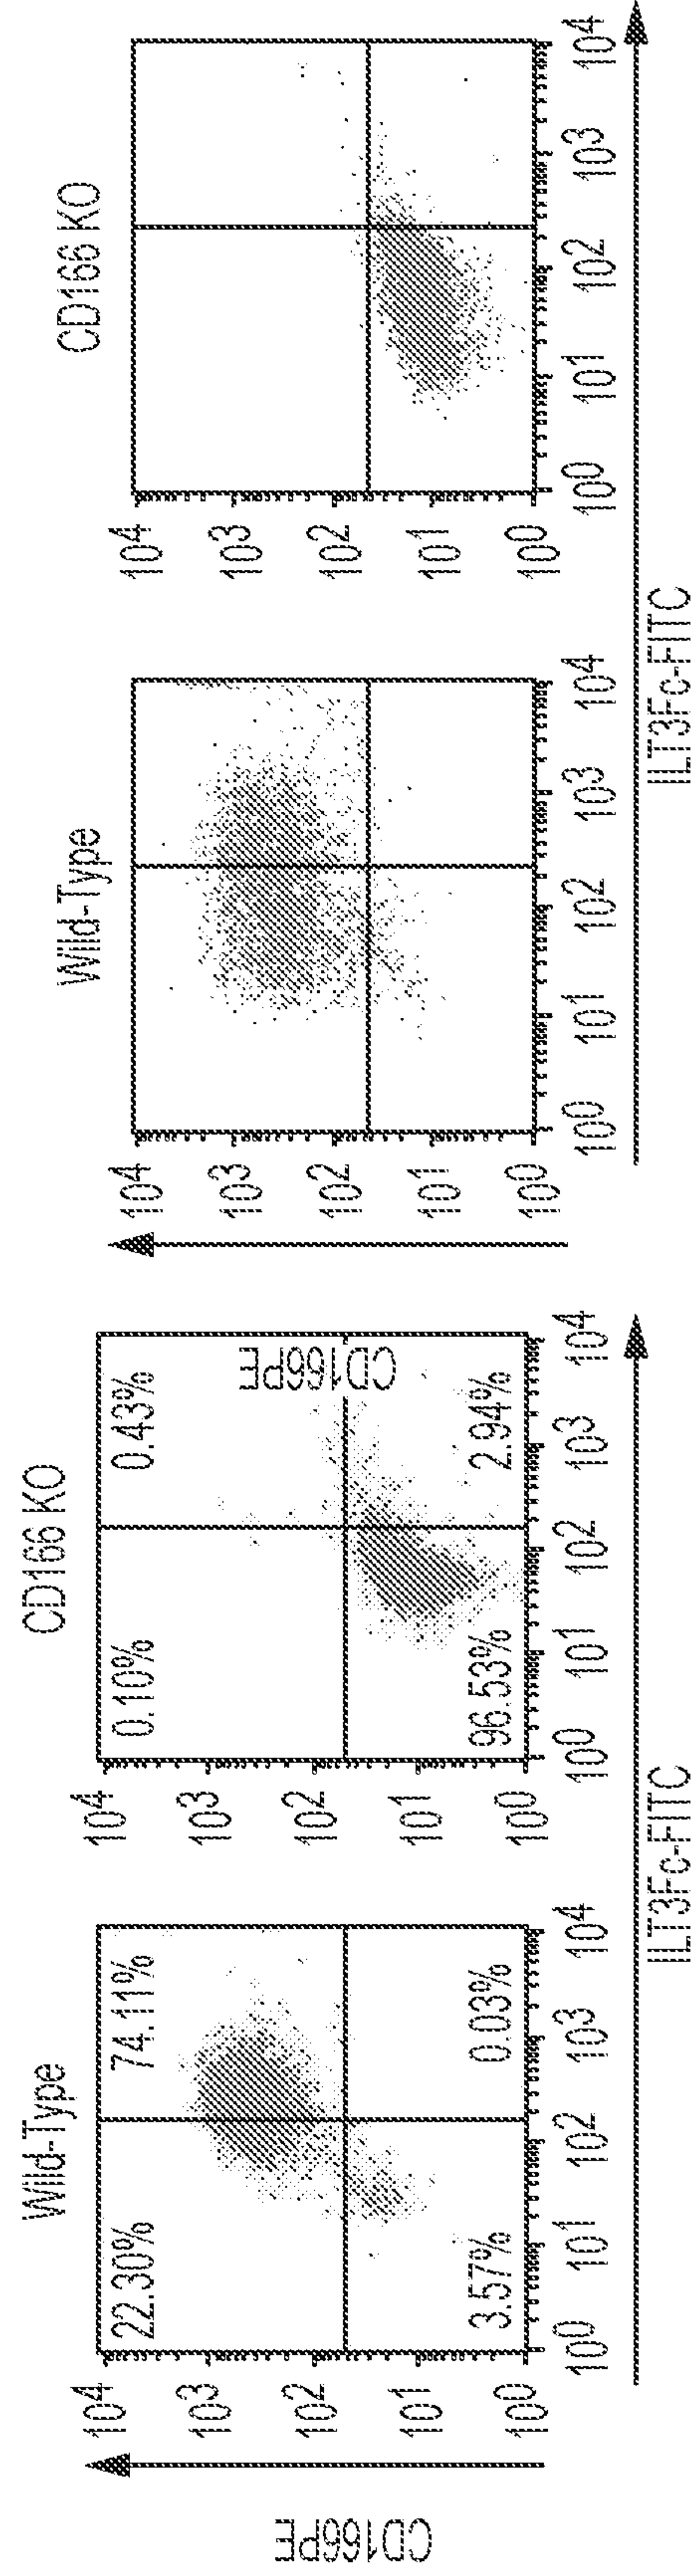 Wild-Type
CD166 KO
Wild-Type
CD166 KO
22.30%
74.11%
3.57%
0.03%
0.10%
0.43%
96.53%
2.94%
CD166PE
10⁴
10³
10²
10¹
10⁰
10⁰ 10¹ 10² 10³ 10⁴
10⁴
10³
10²
10¹
10⁰
10⁰ 10¹ 10² 10³ 10⁴
ILT3Fc-FITC
CD166PE
10⁴
10³
10²
10¹
10⁰
10⁰ 10¹ 10² 10³ 10⁴
10⁴
10³
10²
10¹
10⁰
10⁰ 10¹ 10² 10³ 10⁴
ILT3Fc-FITC